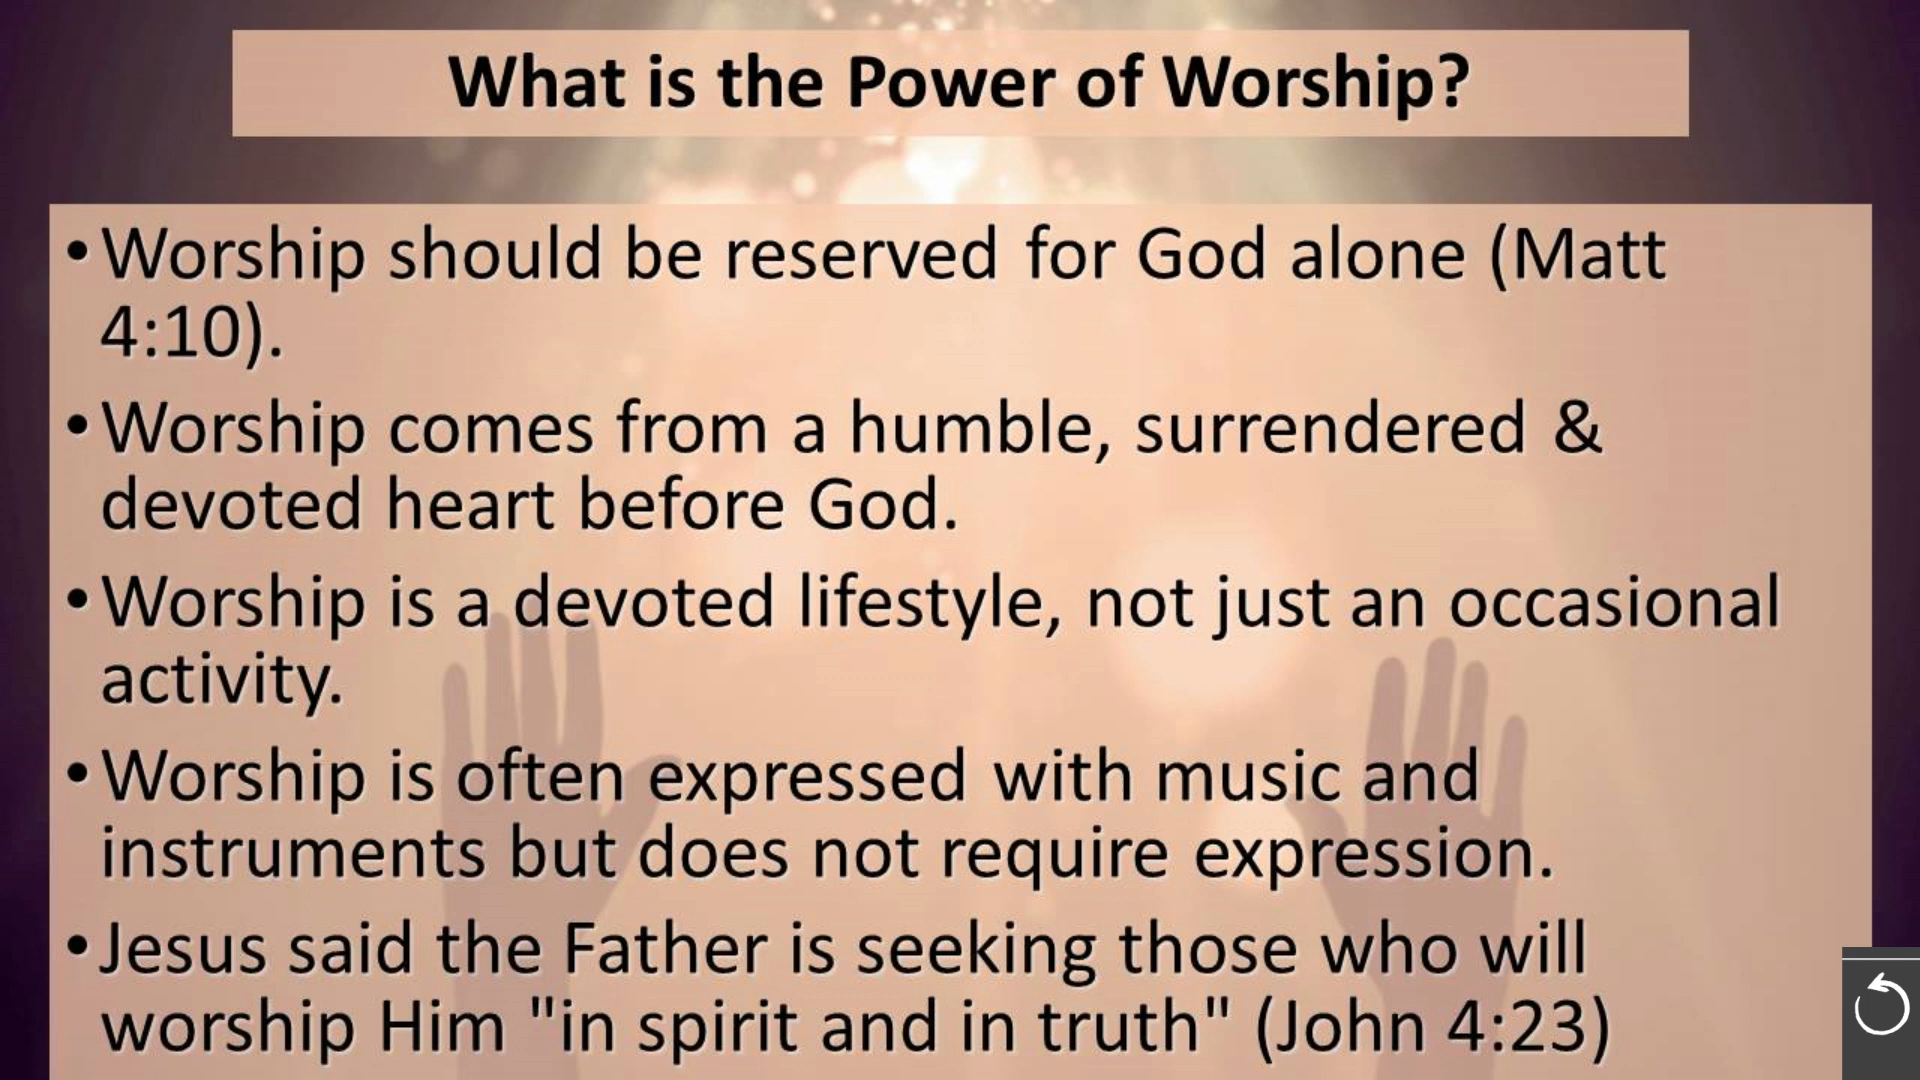 What is the Power of Worship?
•Worship should be reserved for God alone (Matt
4:10).
•Worship comes from a humble, surrendered &
devoted heart before God.
•Worship is a devoted lifestyle, not just an occasional
activity.
•Worship is often expressed with music and
instruments but does not require expression.
•Jesus said the Father is seeking those who will
worship Him "in spirit and in truth" (John 4:23)